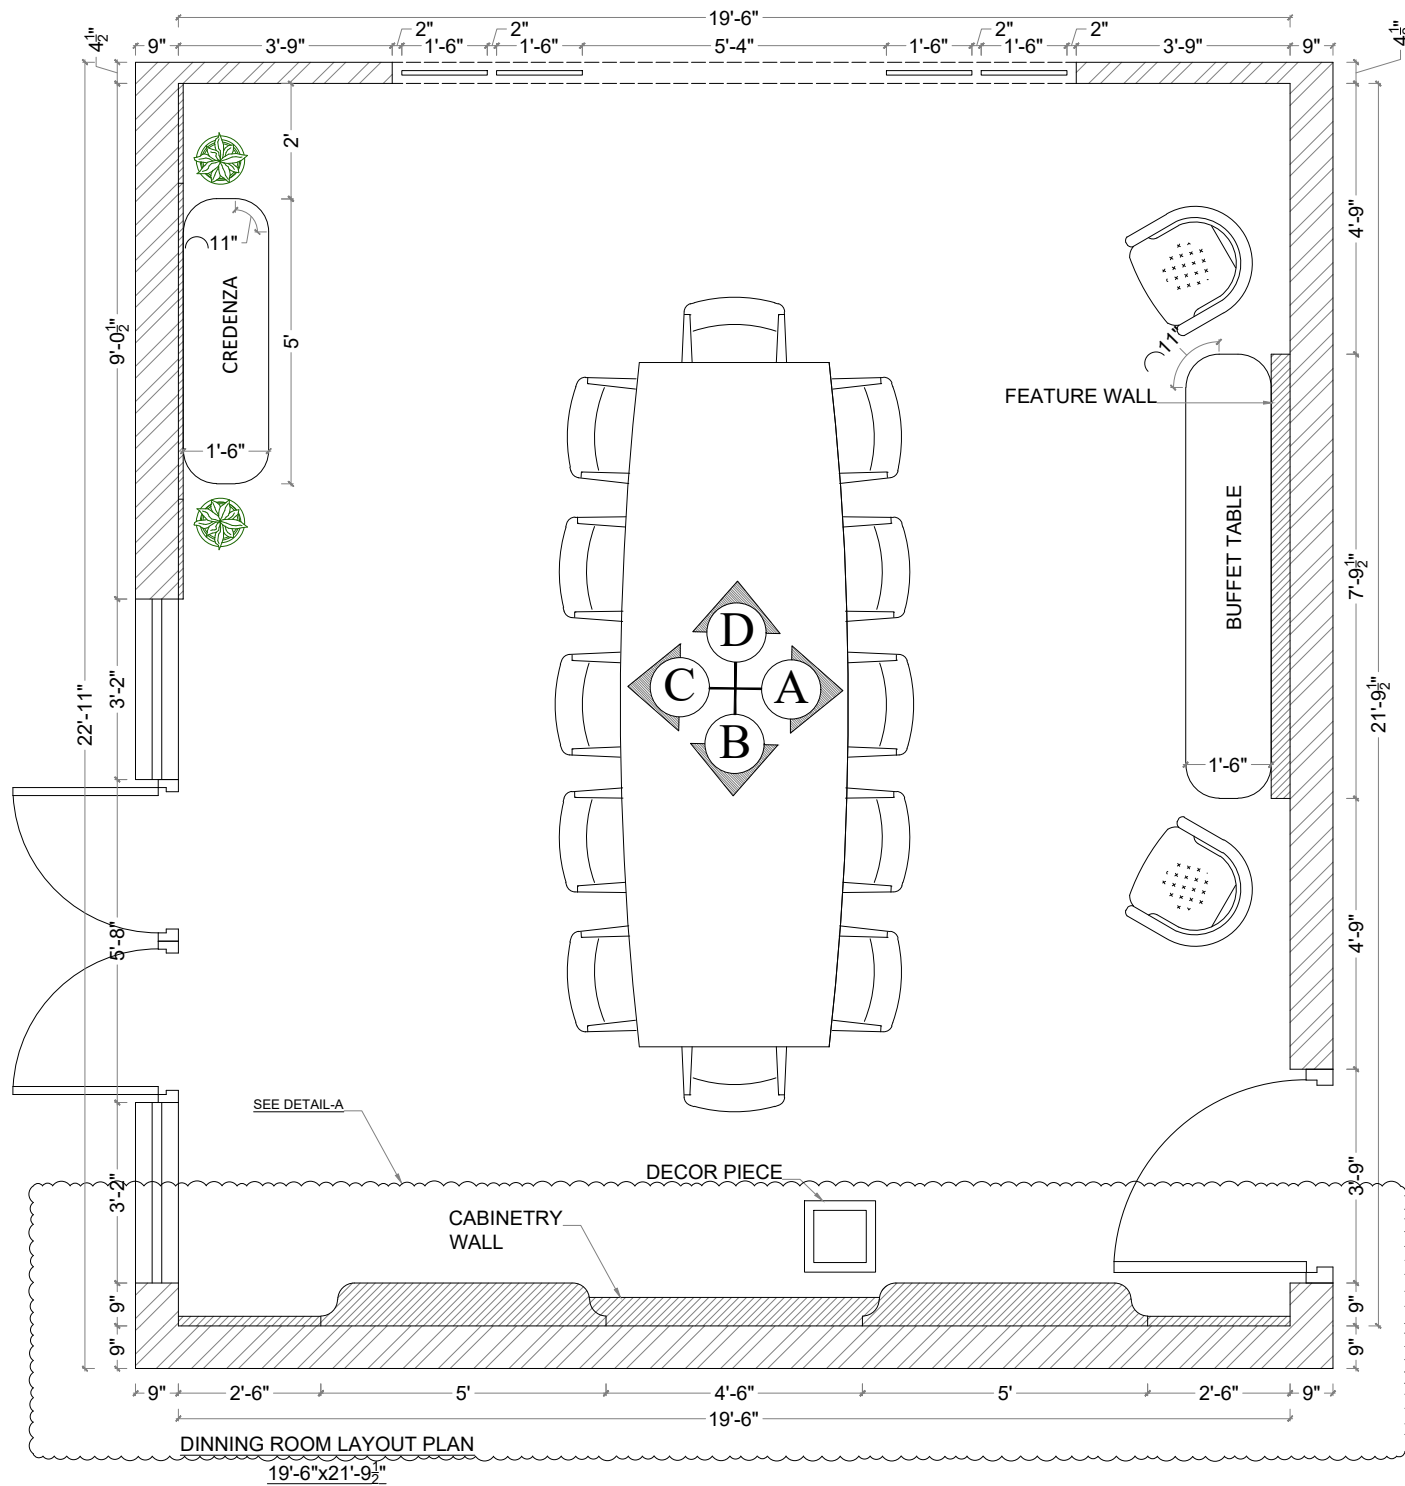 19'-6"
2" 2" 2" 2"
4½" 9" 3'-9" 1'-6" 1'-6" 5'-4" 1'-6" 1'-6" 3'-9" 9" 4½"
2'
11"
4'-9"
CREDENZA
9'-0½"
5'
11"
FEATURE WALL
1'-6"
BUFFET TABLE
7'-9½"
D
C A
B
3'-2"
22'-11"
21'-9½"
1'-6"
5'-8"
4'-9"
SEE DETAIL-A
DECOR PIECE
3'-2"
3'-9"
CABINETRY
WALL
9" 9"
9" 9"
9" 2'-6" 5' 4'-6" 5' 2'-6" 9"
19'-6"
DINNING ROOM LAYOUT PLAN
19'-6"x21'-9½"